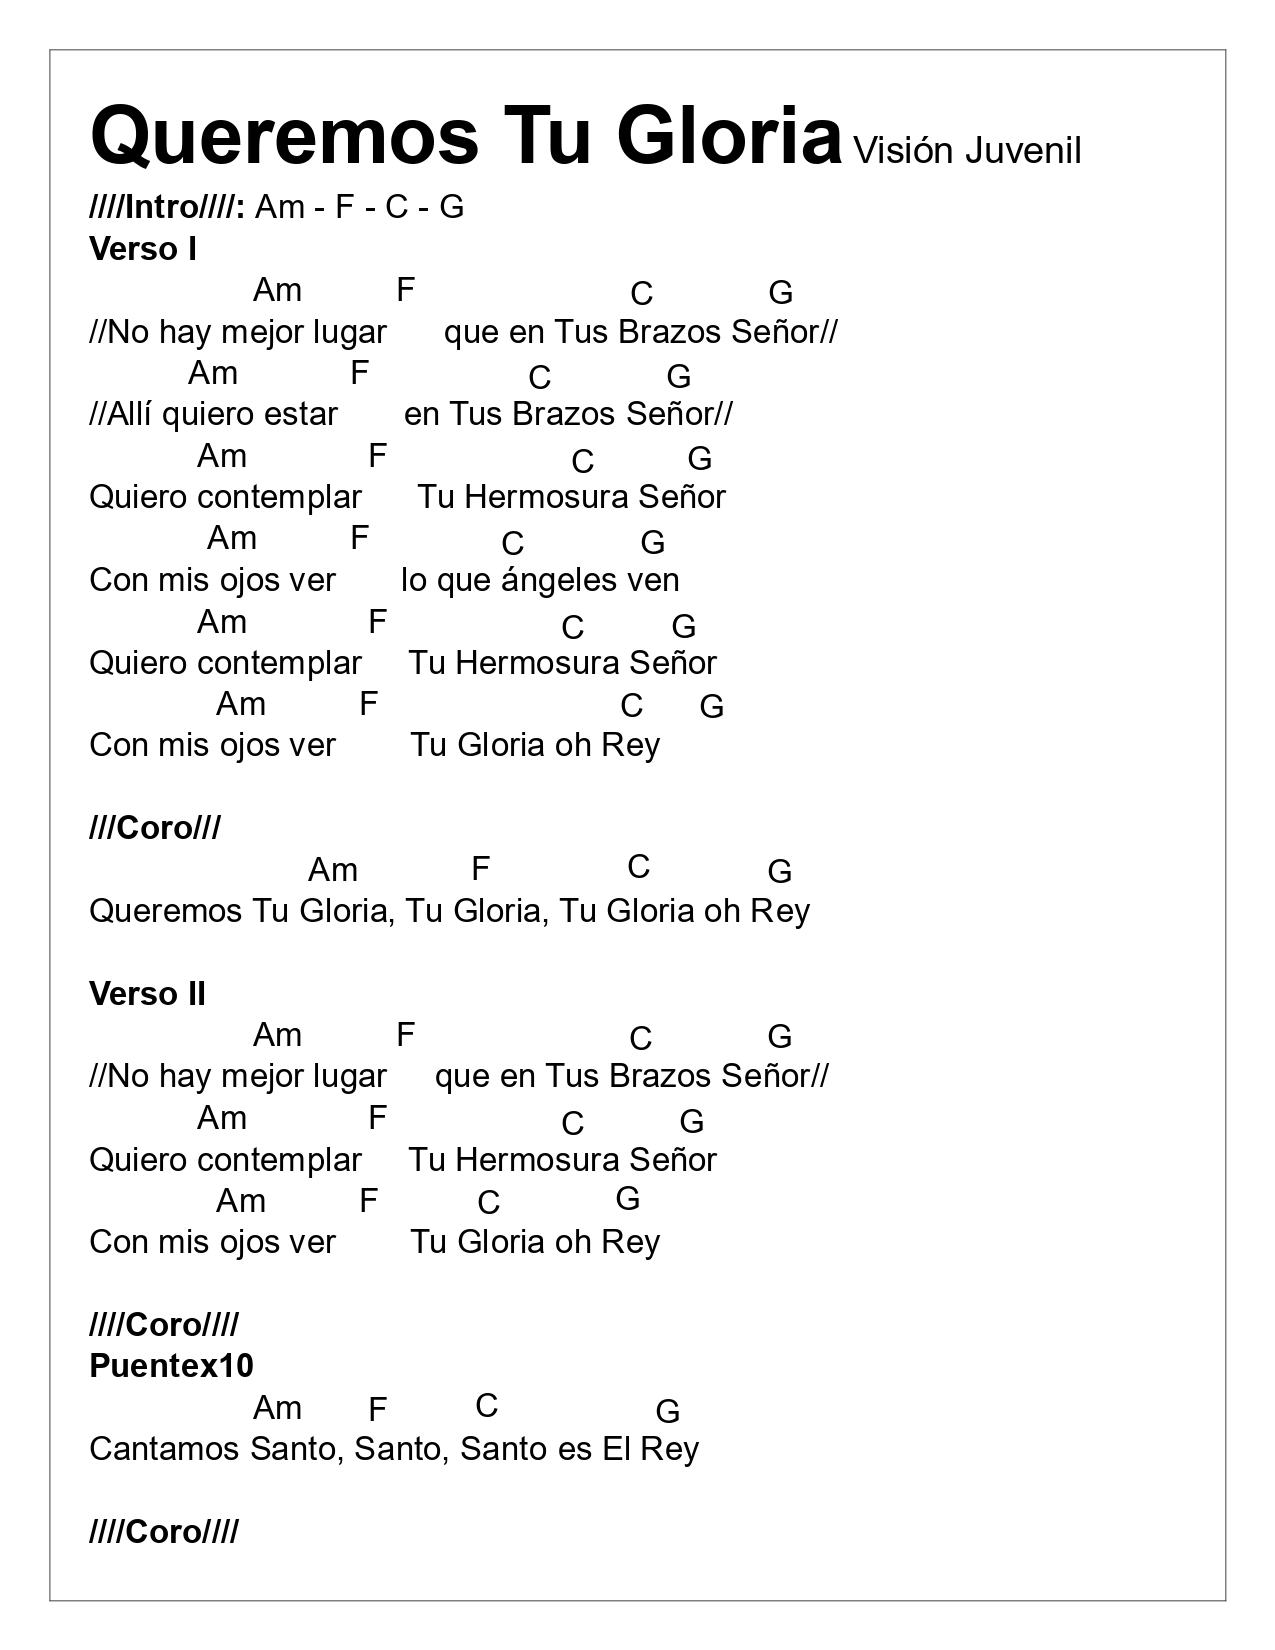 Queremos Tu Gloria Visión Juvenil
////Intro////: Am - F - C - G
Verso I
Am F C G
//No hay mejor lugar que en Tus Brazos Señor//
Am F C G
//Allí quiero estar en Tus Brazos Señor//
Am F C G
Quiero contemplar Tu Hermosura Señor
Am F C G
Con mis ojos ver lo que ángeles ven
Am F C G
Quiero contemplar Tu Hermosura Señor
Am F C G
Con mis ojos ver Tu Gloria oh Rey
///Coro///
Am F C G
Queremos Tu Gloria, Tu Gloria, Tu Gloria oh Rey
Verso II
Am F C G
//No hay mejor lugar que en Tus Brazos Señor//
Am F C G
Quiero contemplar Tu Hermosura Señor
Am F C G
Con mis ojos ver Tu Gloria oh Rey
////Coro////
Puentex10
Am F C G
Cantamos Santo, Santo, Santo es El Rey
////Coro////